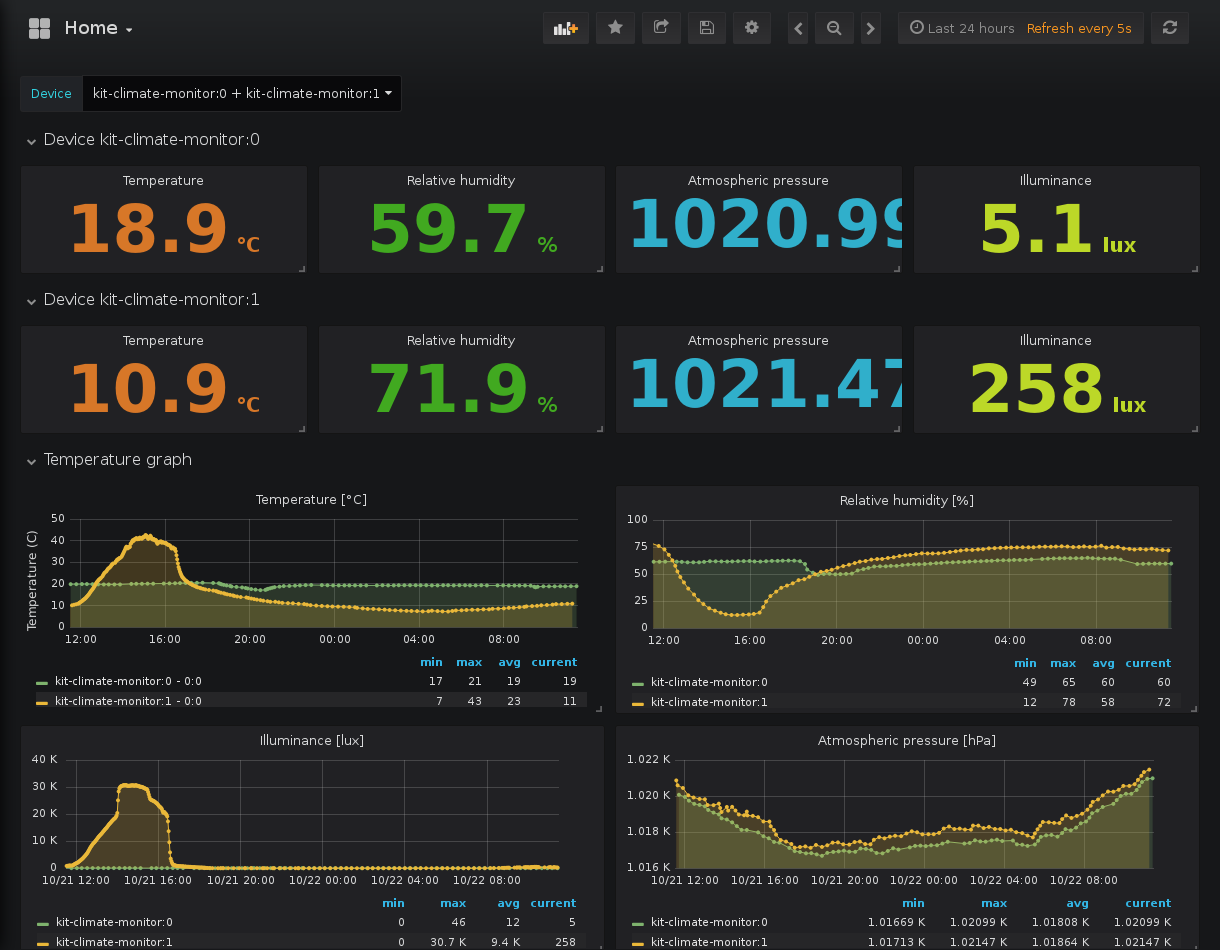 Home
Last 24 hours Refresh every 5s
Device kit-climate-monitor:0 + kit-climate-monitor:1
Device kit-climate-monitor:0
Temperature Relative humidity Atmospheric pressure Illuminance
18.9 °C 59.7 % 1020.99 5.1 lux
Device kit-climate-monitor:1
Temperature Relative humidity Atmospheric pressure Illuminance
10.9 °C 71.9 % 1021.47 258 lux
Temperature graph
Temperature [°C]
Temperature (C)
50
40
30
20
10
0
12:00 16:00 20:00 00:00 04:00 08:00
min max avg current
kit-climate-monitor:0 - 0:0 17 21 19 19
kit-climate-monitor:1 - 0:0 7 43 23 11
Relative humidity [%]
100
75
50
25
0
12:00 16:00 20:00 00:00 04:00 08:00
min max avg current
kit-climate-monitor:0 49 65 60 60
kit-climate-monitor:1 12 78 58 72
Illuminance [lux]
40 K
30 K
20 K
10 K
0
10/21 12:00 10/21 16:00 10/21 20:00 10/22 00:00 10/22 04:00 10/22 08:00
min max avg current
kit-climate-monitor:0 0 46 12 5
kit-climate-monitor:1 0 30.7 K 9.4 K 258
Atmospheric pressure [hPa]
1.022 K
1.020 K
1.018 K
1.016 K
10/21 12:00 10/21 16:00 10/21 20:00 10/22 00:00 10/22 04:00 10/22 08:00
min max avg current
kit-climate-monitor:0 1.01669 K 1.02099 K 1.01808 K 1.02099 K
kit-climate-monitor:1 1.01713 K 1.02147 K 1.01864 K 1.02147 K